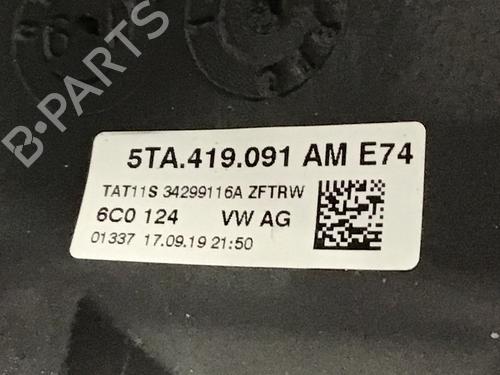 B-PARTS
5TA.419.091 AM E74
TAT11S 34299116A ZFTRW
6C0 124 VW AG
01337 17.09.19 21:50